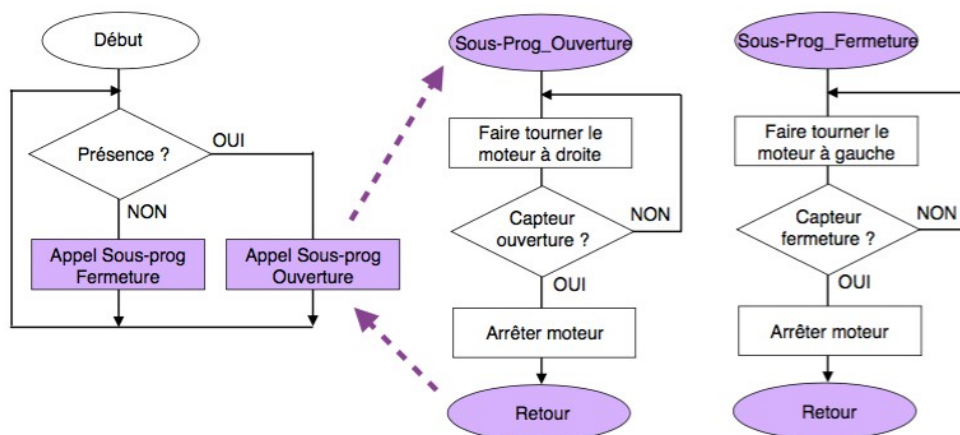 Début
Présence ?
OUI
NON
Appel Sous-prog
Fermeture
Appel Sous-prog
Ouverture
Sous-Prog_Ouverture
Faire tourner le
moteur à droite
Capteur
ouverture ?
NON
OUI
Arrêter moteur
Retour
Sous-Prog_Fermeture
Faire tourner le
moteur à gauche
Capteur
fermeture ?
NON
OUI
Arrêter moteur
Retour